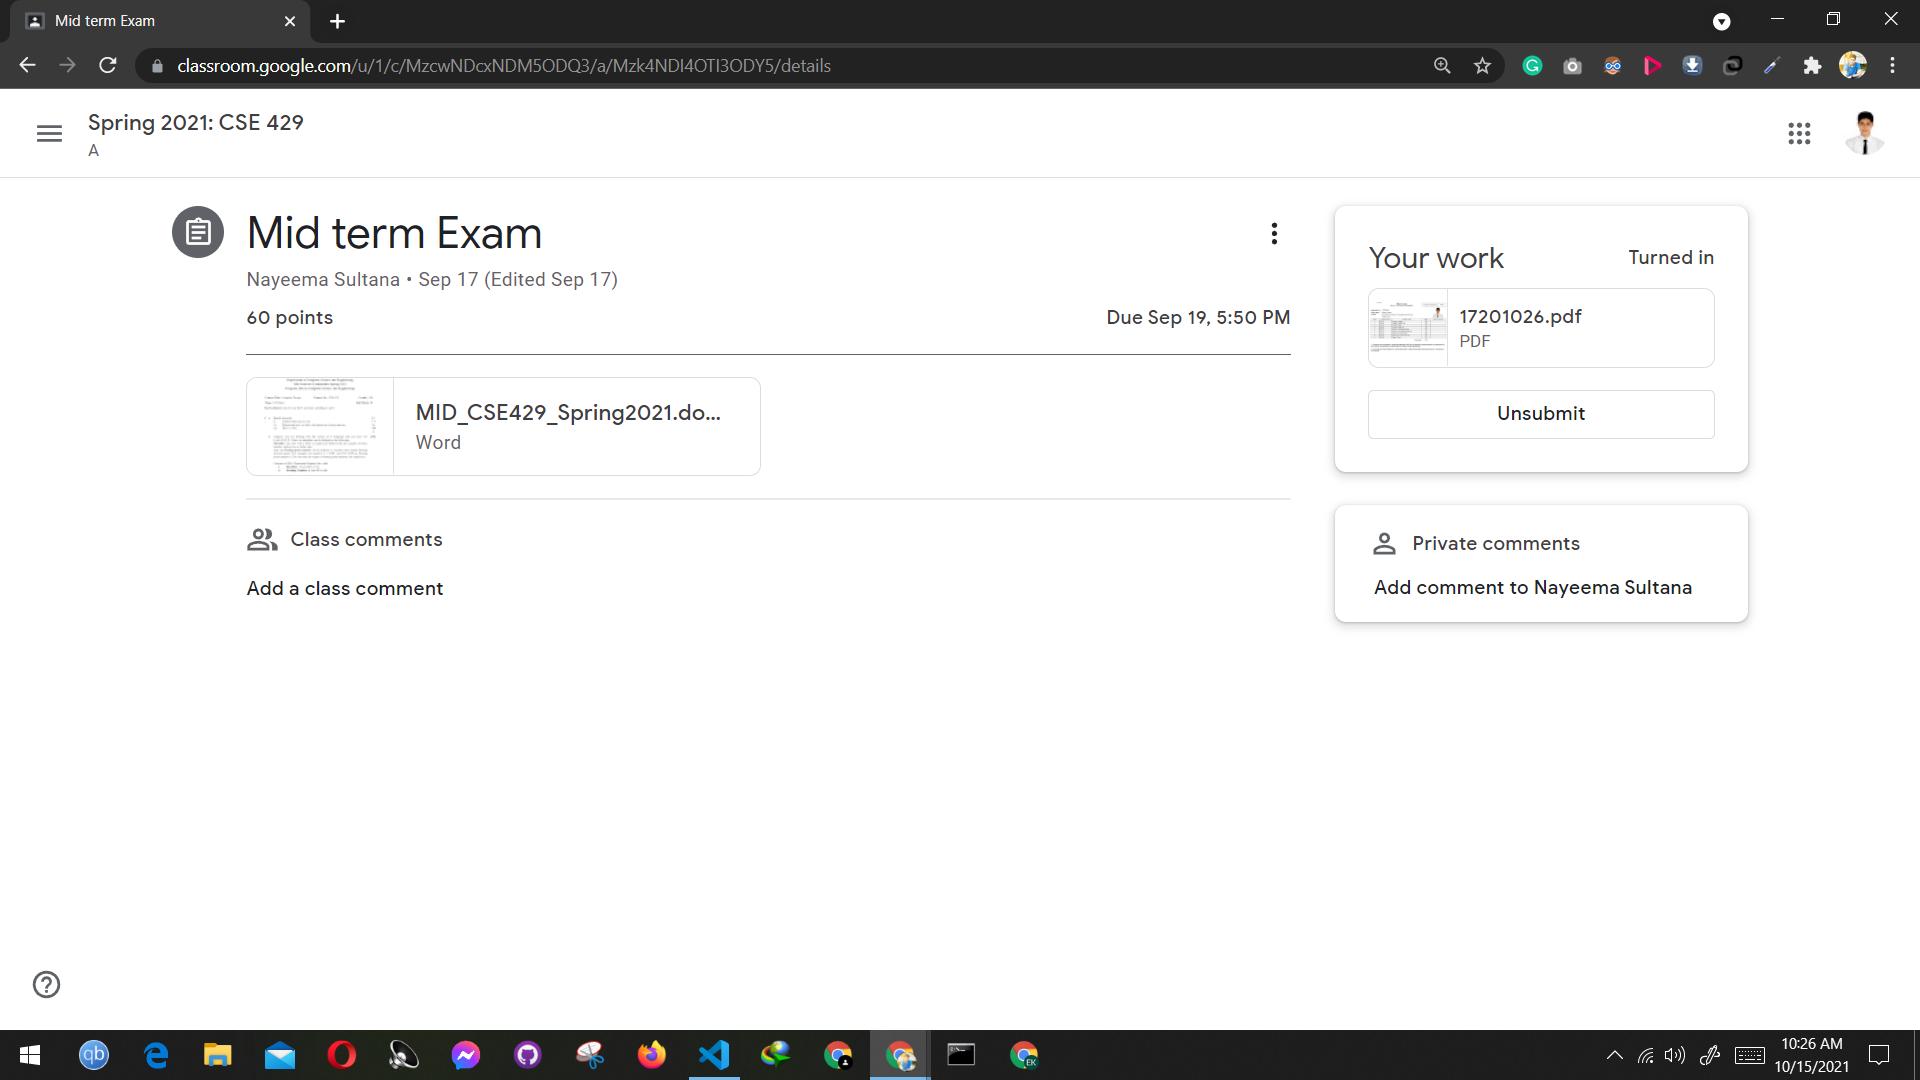 Mid term Exam
classroom.google.com/u/1/c/MzcwNDcxNDM5ODQ3/a/Mzk4NDI4OTI3ODY5/details
Spring 2021: CSE 429
A
Mid term Exam
Nayeema Sultana • Sep 17 (Edited Sep 17)
60 points
Due Sep 19, 5:50 PM
MID_CSE429_Spring2021.do...
Word
Class comments
Add a class comment
Your work
Turned in
17201026.pdf
PDF
Unsubmit
Private comments
Add comment to Nayeema Sultana
qb
EK
10:26 AM
10/15/2021